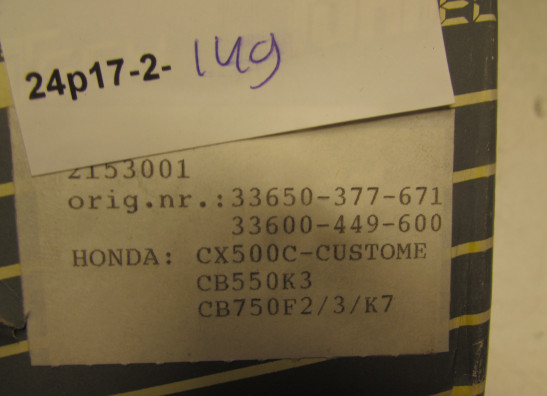 24p17-2- 149
2153001
orig.nr.:33650-377-671
33600-449-600
HONDA: CX500C-CUSTOME
CB550K3
CB750F2/3/K7